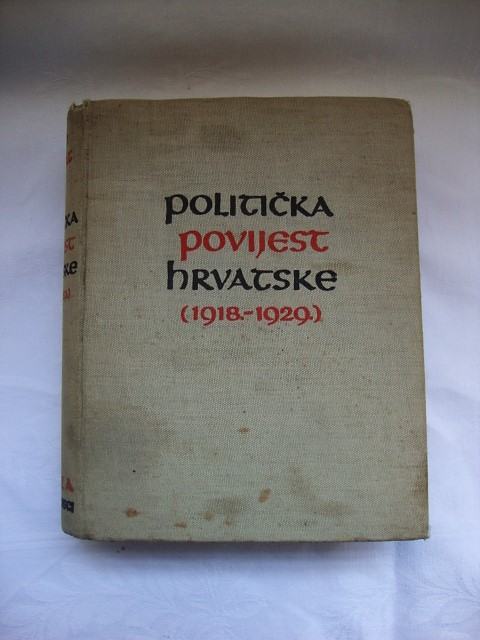 POLITIČKA
POVIJEST
HRVATSKE
(1918.-1929.)